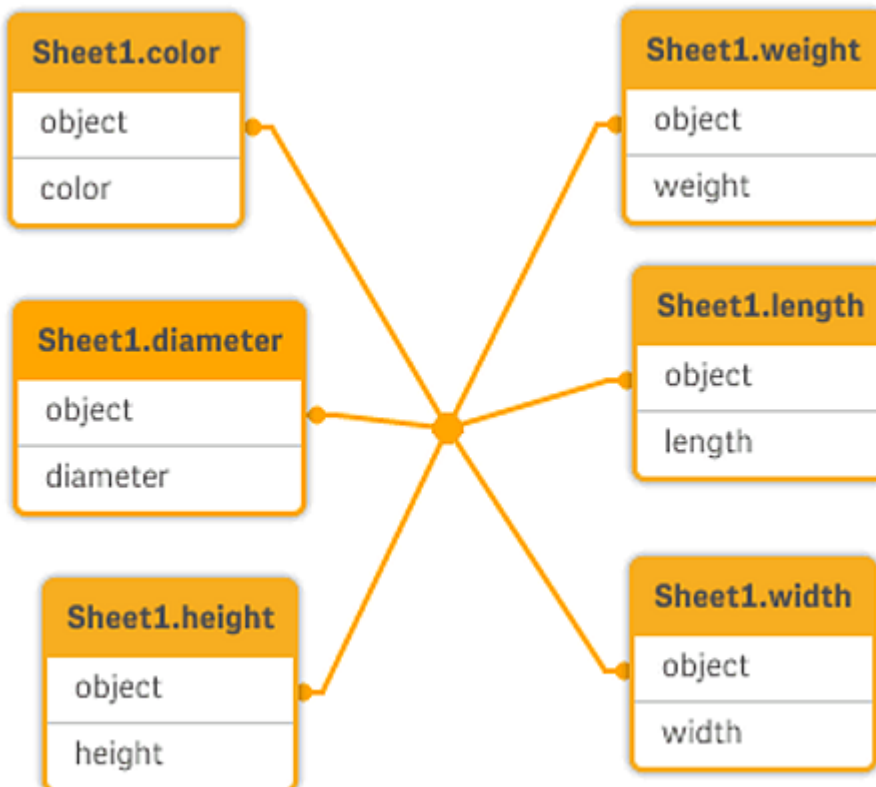 Sheet1.color
object
color
Sheet1.weight
object
weight
Sheet1.diameter
object
diameter
Sheet1.length
object
length
Sheet1.height
object
height
Sheet1.width
object
width